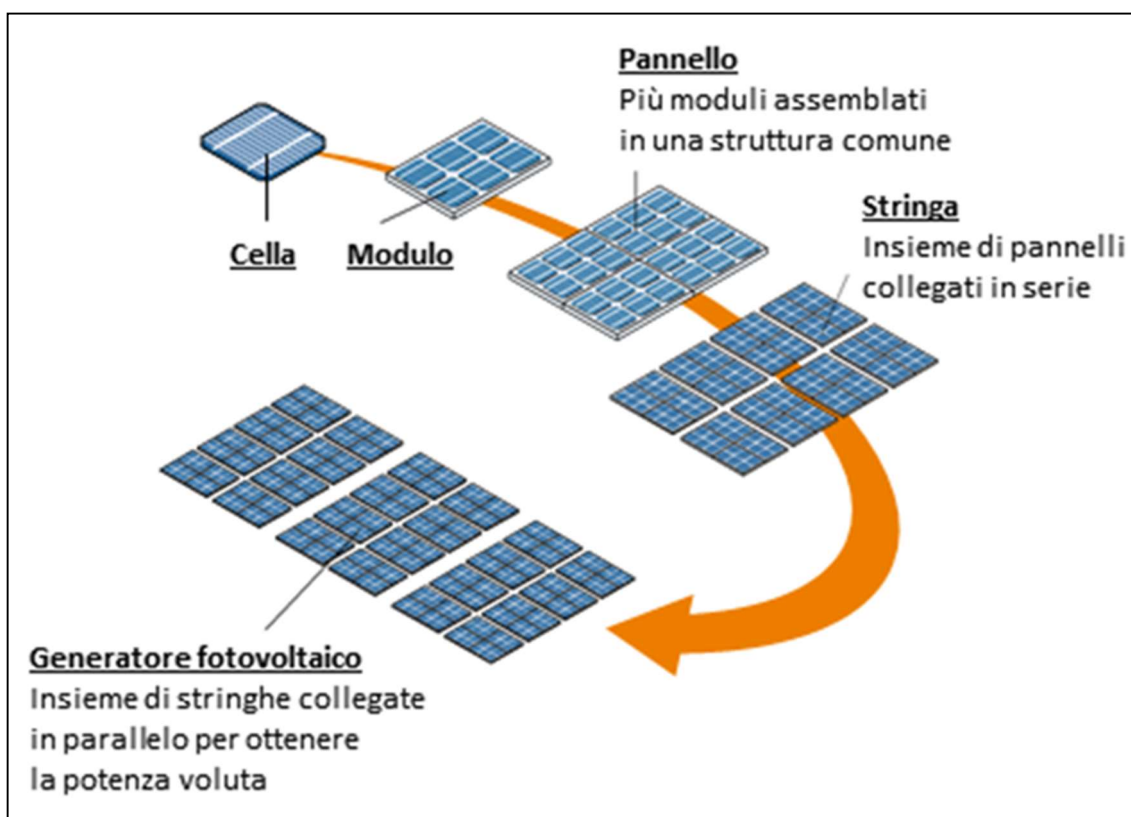 Pannello
Più moduli assemblati
in una struttura comune
Stringa
Insieme di pannelli
collegati in serie
Cella
Modulo
Generatore fotovoltaico
Insieme di stringhe collegate
in parallelo per ottenere
la potenza voluta